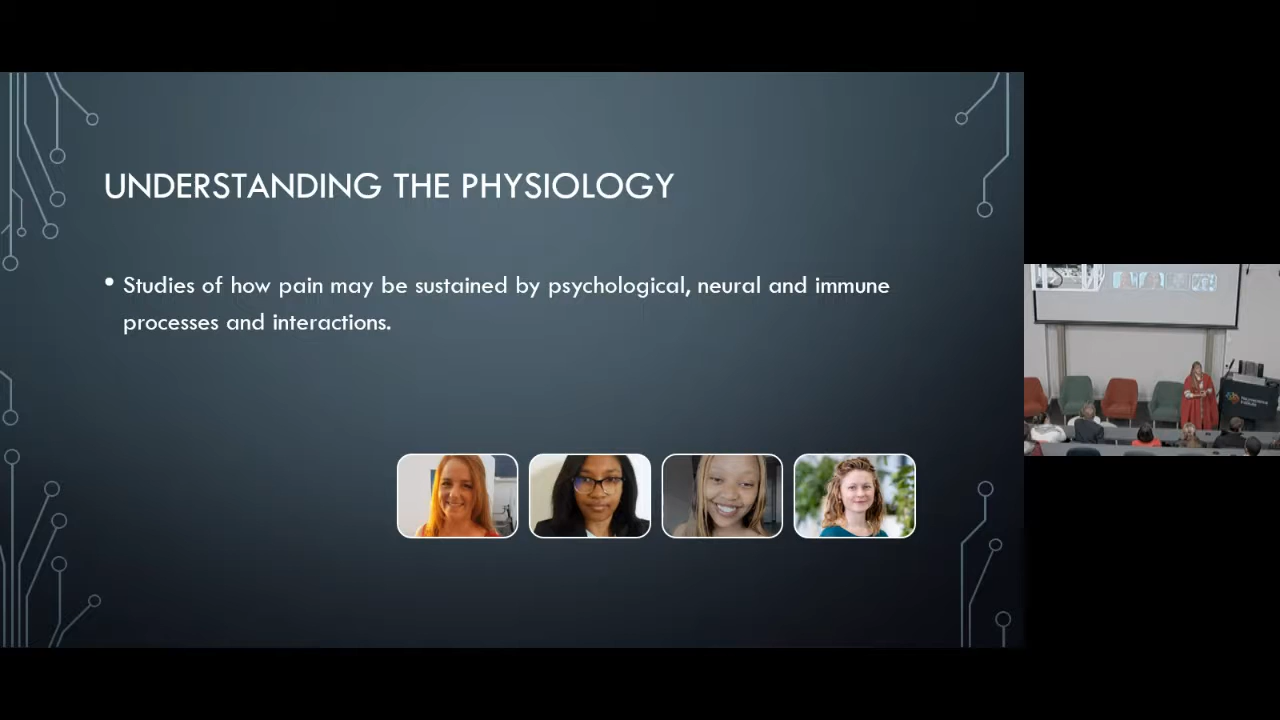 UNDERSTANDING THE PHYSIOLOGY
• Studies of how pain may be sustained by psychological, neural and immune
processes and interactions.